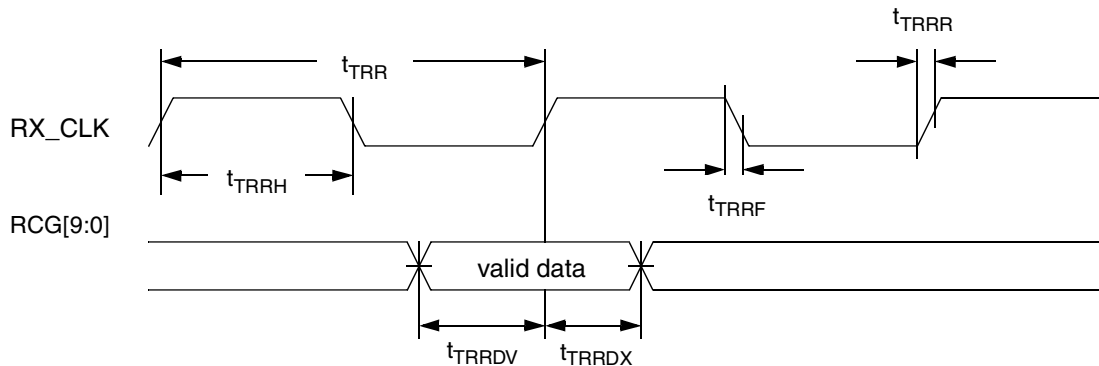 tTRRR
tTRR
RX_CLK
tTRRH
tTRRF
RCG[9:0]
valid data
tTRRDV tTRRDX